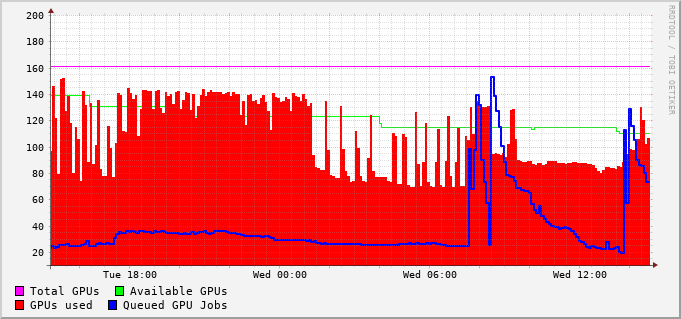 200
180
160
140
120
100
80
60
40
20
Tue 18:00 Wed 00:00 Wed 06:00 Wed 12:00
Total GPUs Available GPUs
GPUs used Queued GPU Jobs
RRDTOOL / TOBI OETIKER